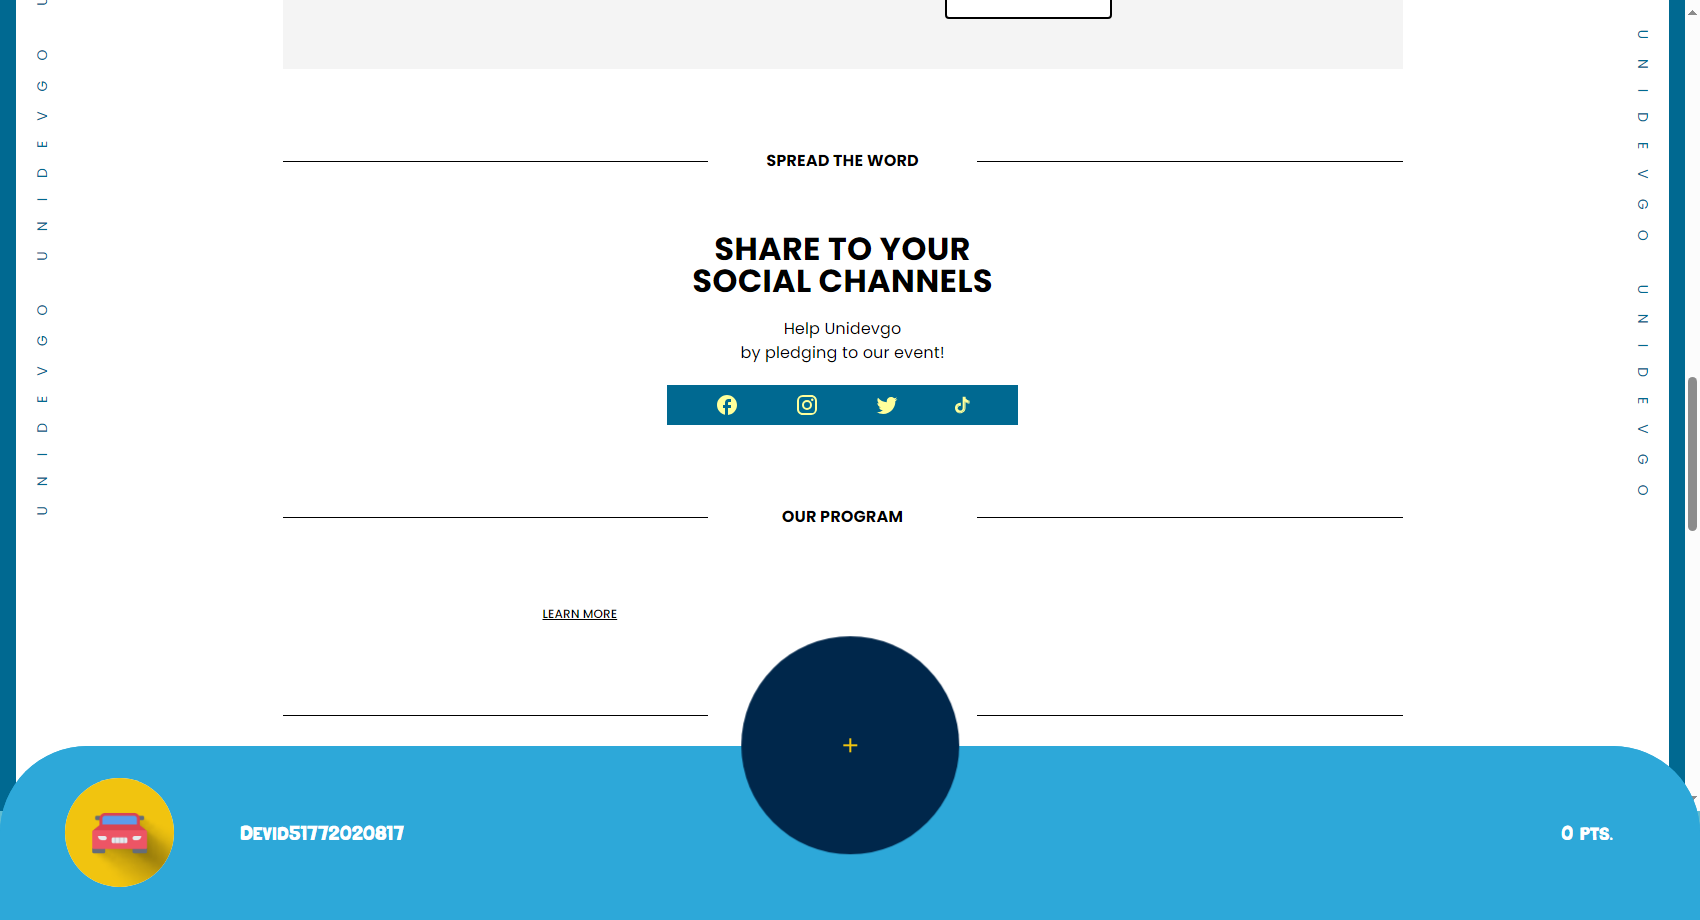 UNIDEVGO UNIDEVGO
SPREAD THE WORD
SHARE TO YOUR
SOCIAL CHANNELS
Help Unidevgo
by pledging to our event!
OUR PROGRAM
LEARN MORE
+
Devid51772020817
0 PTS.
UNIDEVGO UNIDEVGO